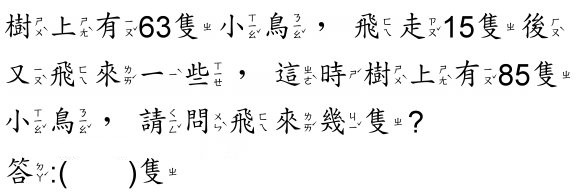 樹上有63隻小鳥，飛走15隻後
又飛來一些，這時樹上有85隻
小鳥，請問飛來幾隻?
答:( )隻